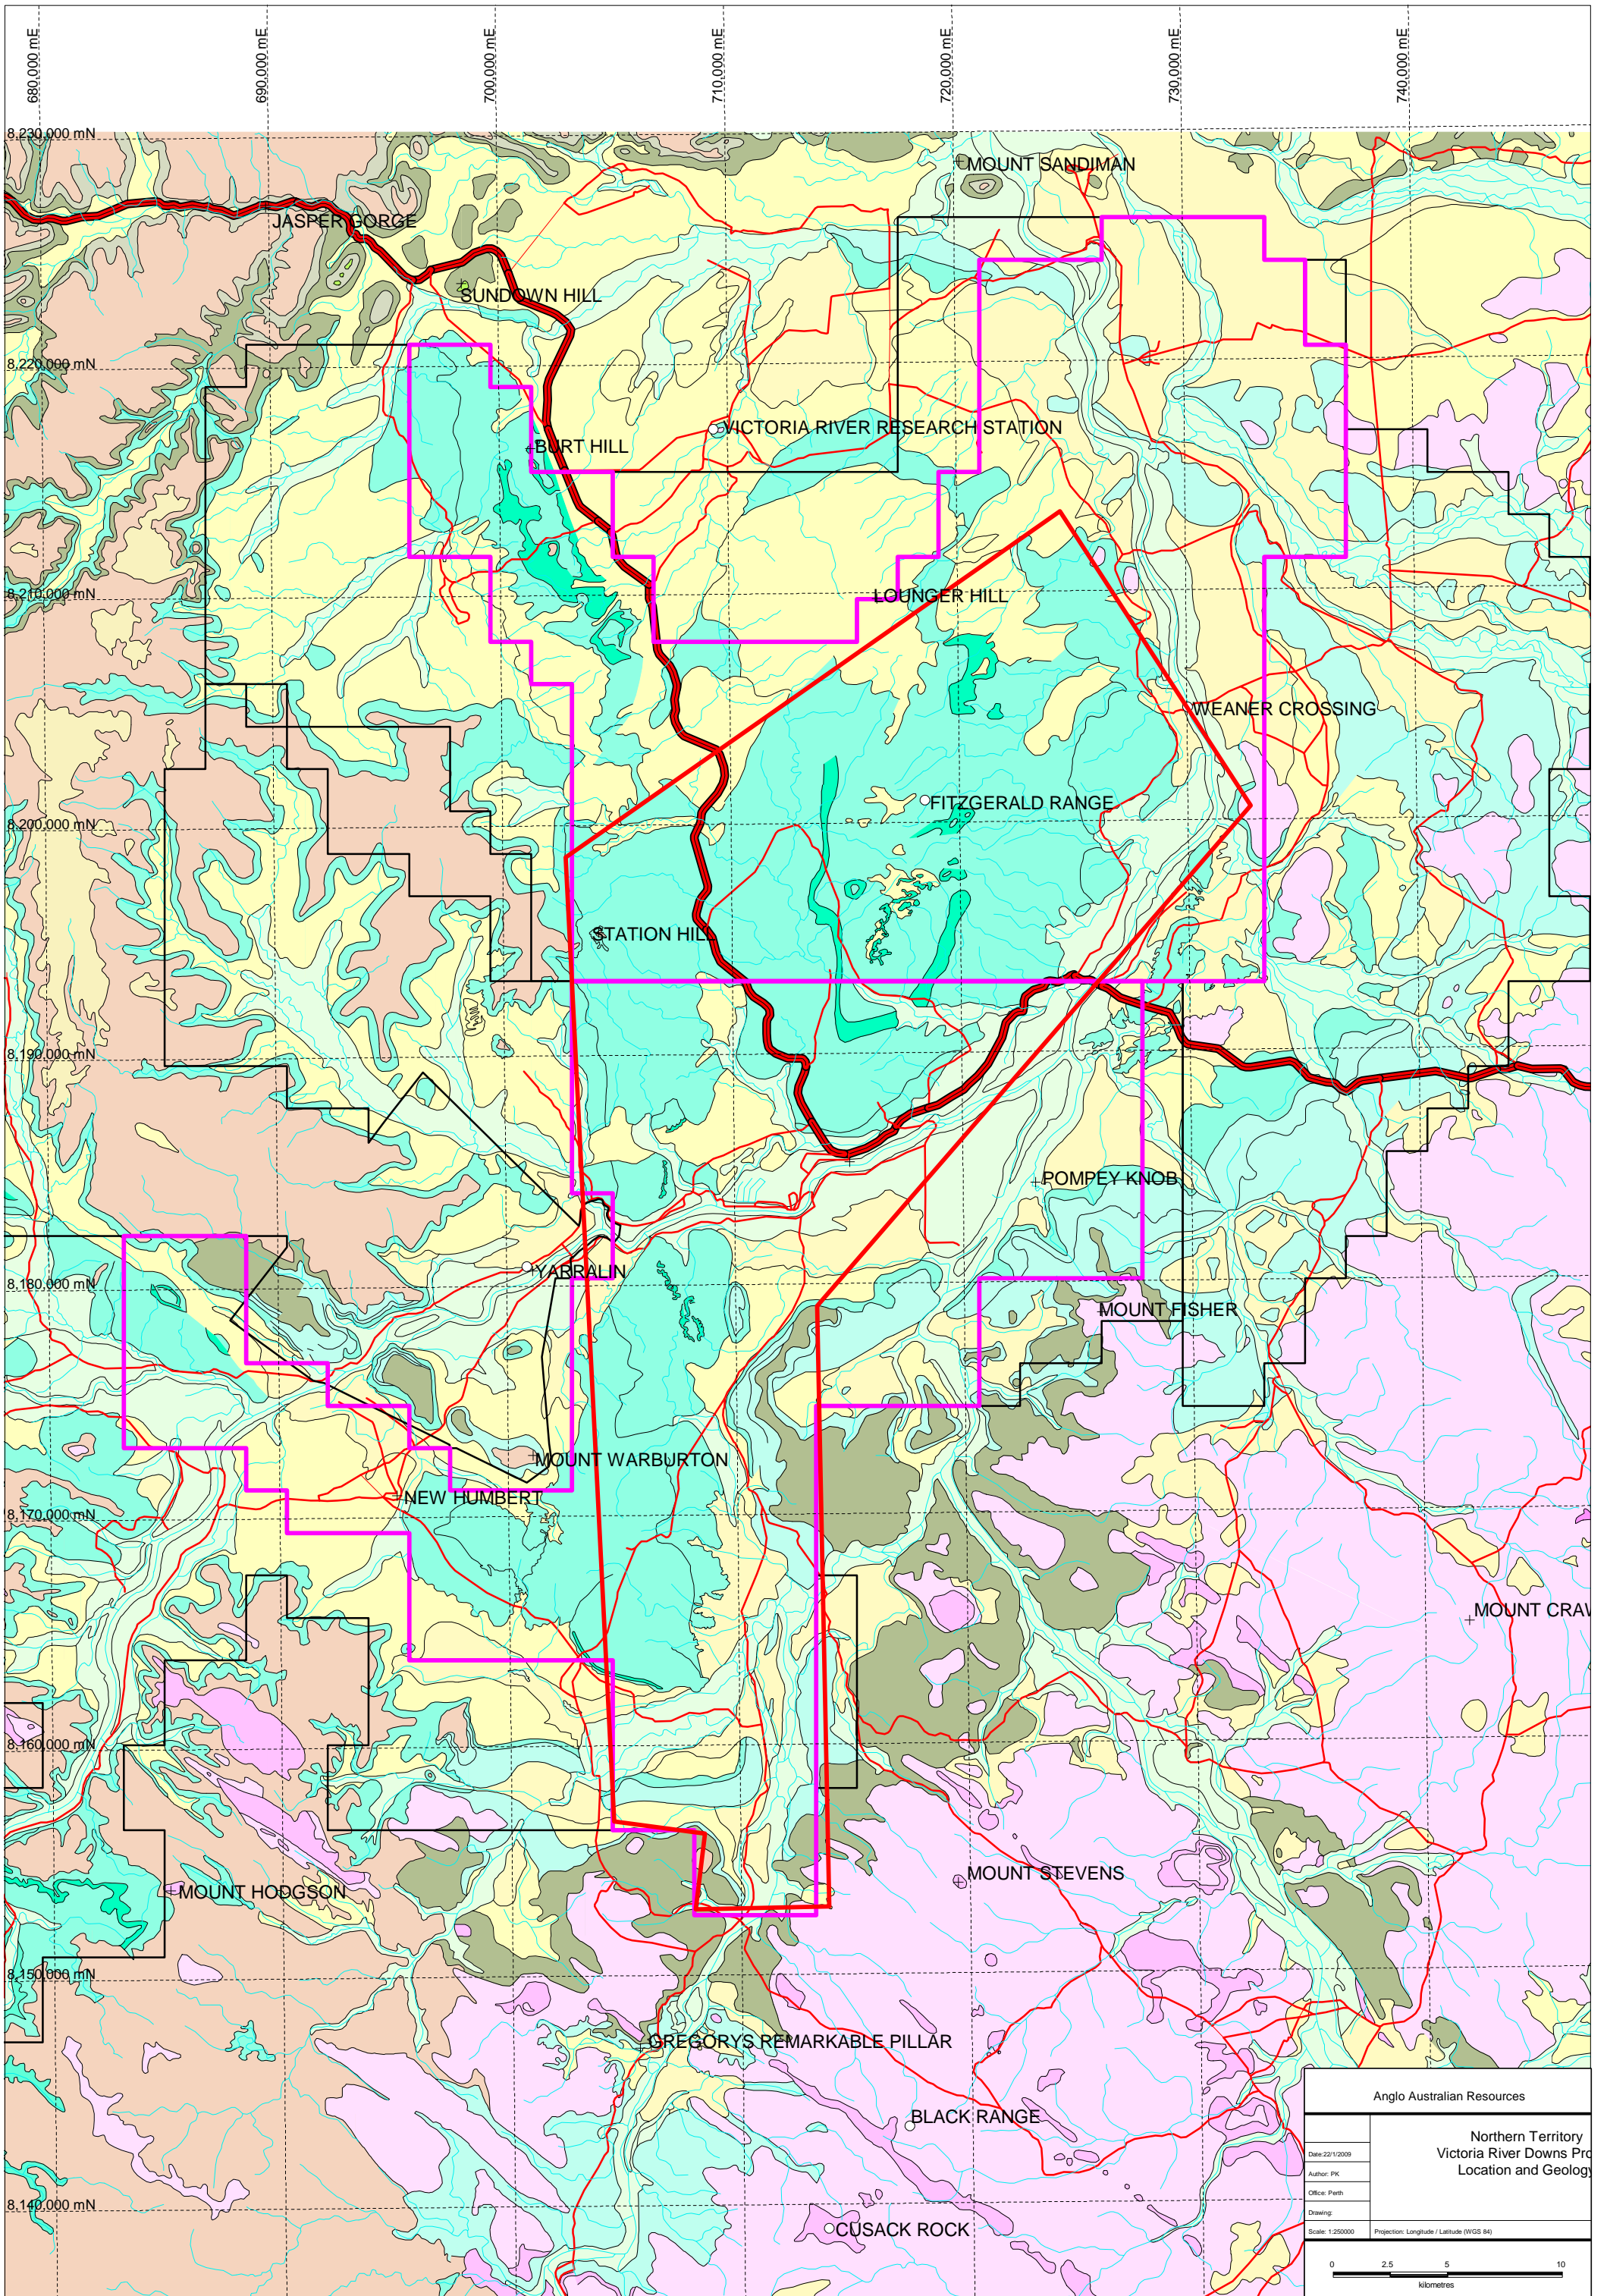 680,000 mE
690,000 mE
700,000 mE
710,000 mE
720,000 mE
730,000 mE
740,000 mE
8,230,000 mN
MOUNT SANDIMAN
JASPER GORGE
SUNDOWN HILL
8,220,000 mN
VICTORIA RIVER RESEARCH STATION
BURT HILL
8,210,000 mN
LOUNGER HILL
WEANER CROSSING
FITZGERALD RANGE
8,200,000 mN
STATION HILL
8,190,000 mN
POMPEY KNOB
YARRALIN
8,180,000 mN
MOUNT FISHER
MOUNT WARBURTON
NEW HUMBERT
8,170,000 mN
MOUNT CRAW
8,160,000 mN
MOUNT STEVENS
MOUNT HODGSON
8,150,000 mN
GREGORYS REMARKABLE PILLAR
BLACK RANGE
8,140,000 mN
CUSACK ROCK
Anglo Australian Resources
Northern Territory
Victoria River Downs Pro
Location and Geology
Date:22/1/2009
Author: PK
Office: Perth
Drawing:
Scale: 1:250000
Projection: Longitude / Latitude (WGS 84)
0 2.5 5 10
kilometres